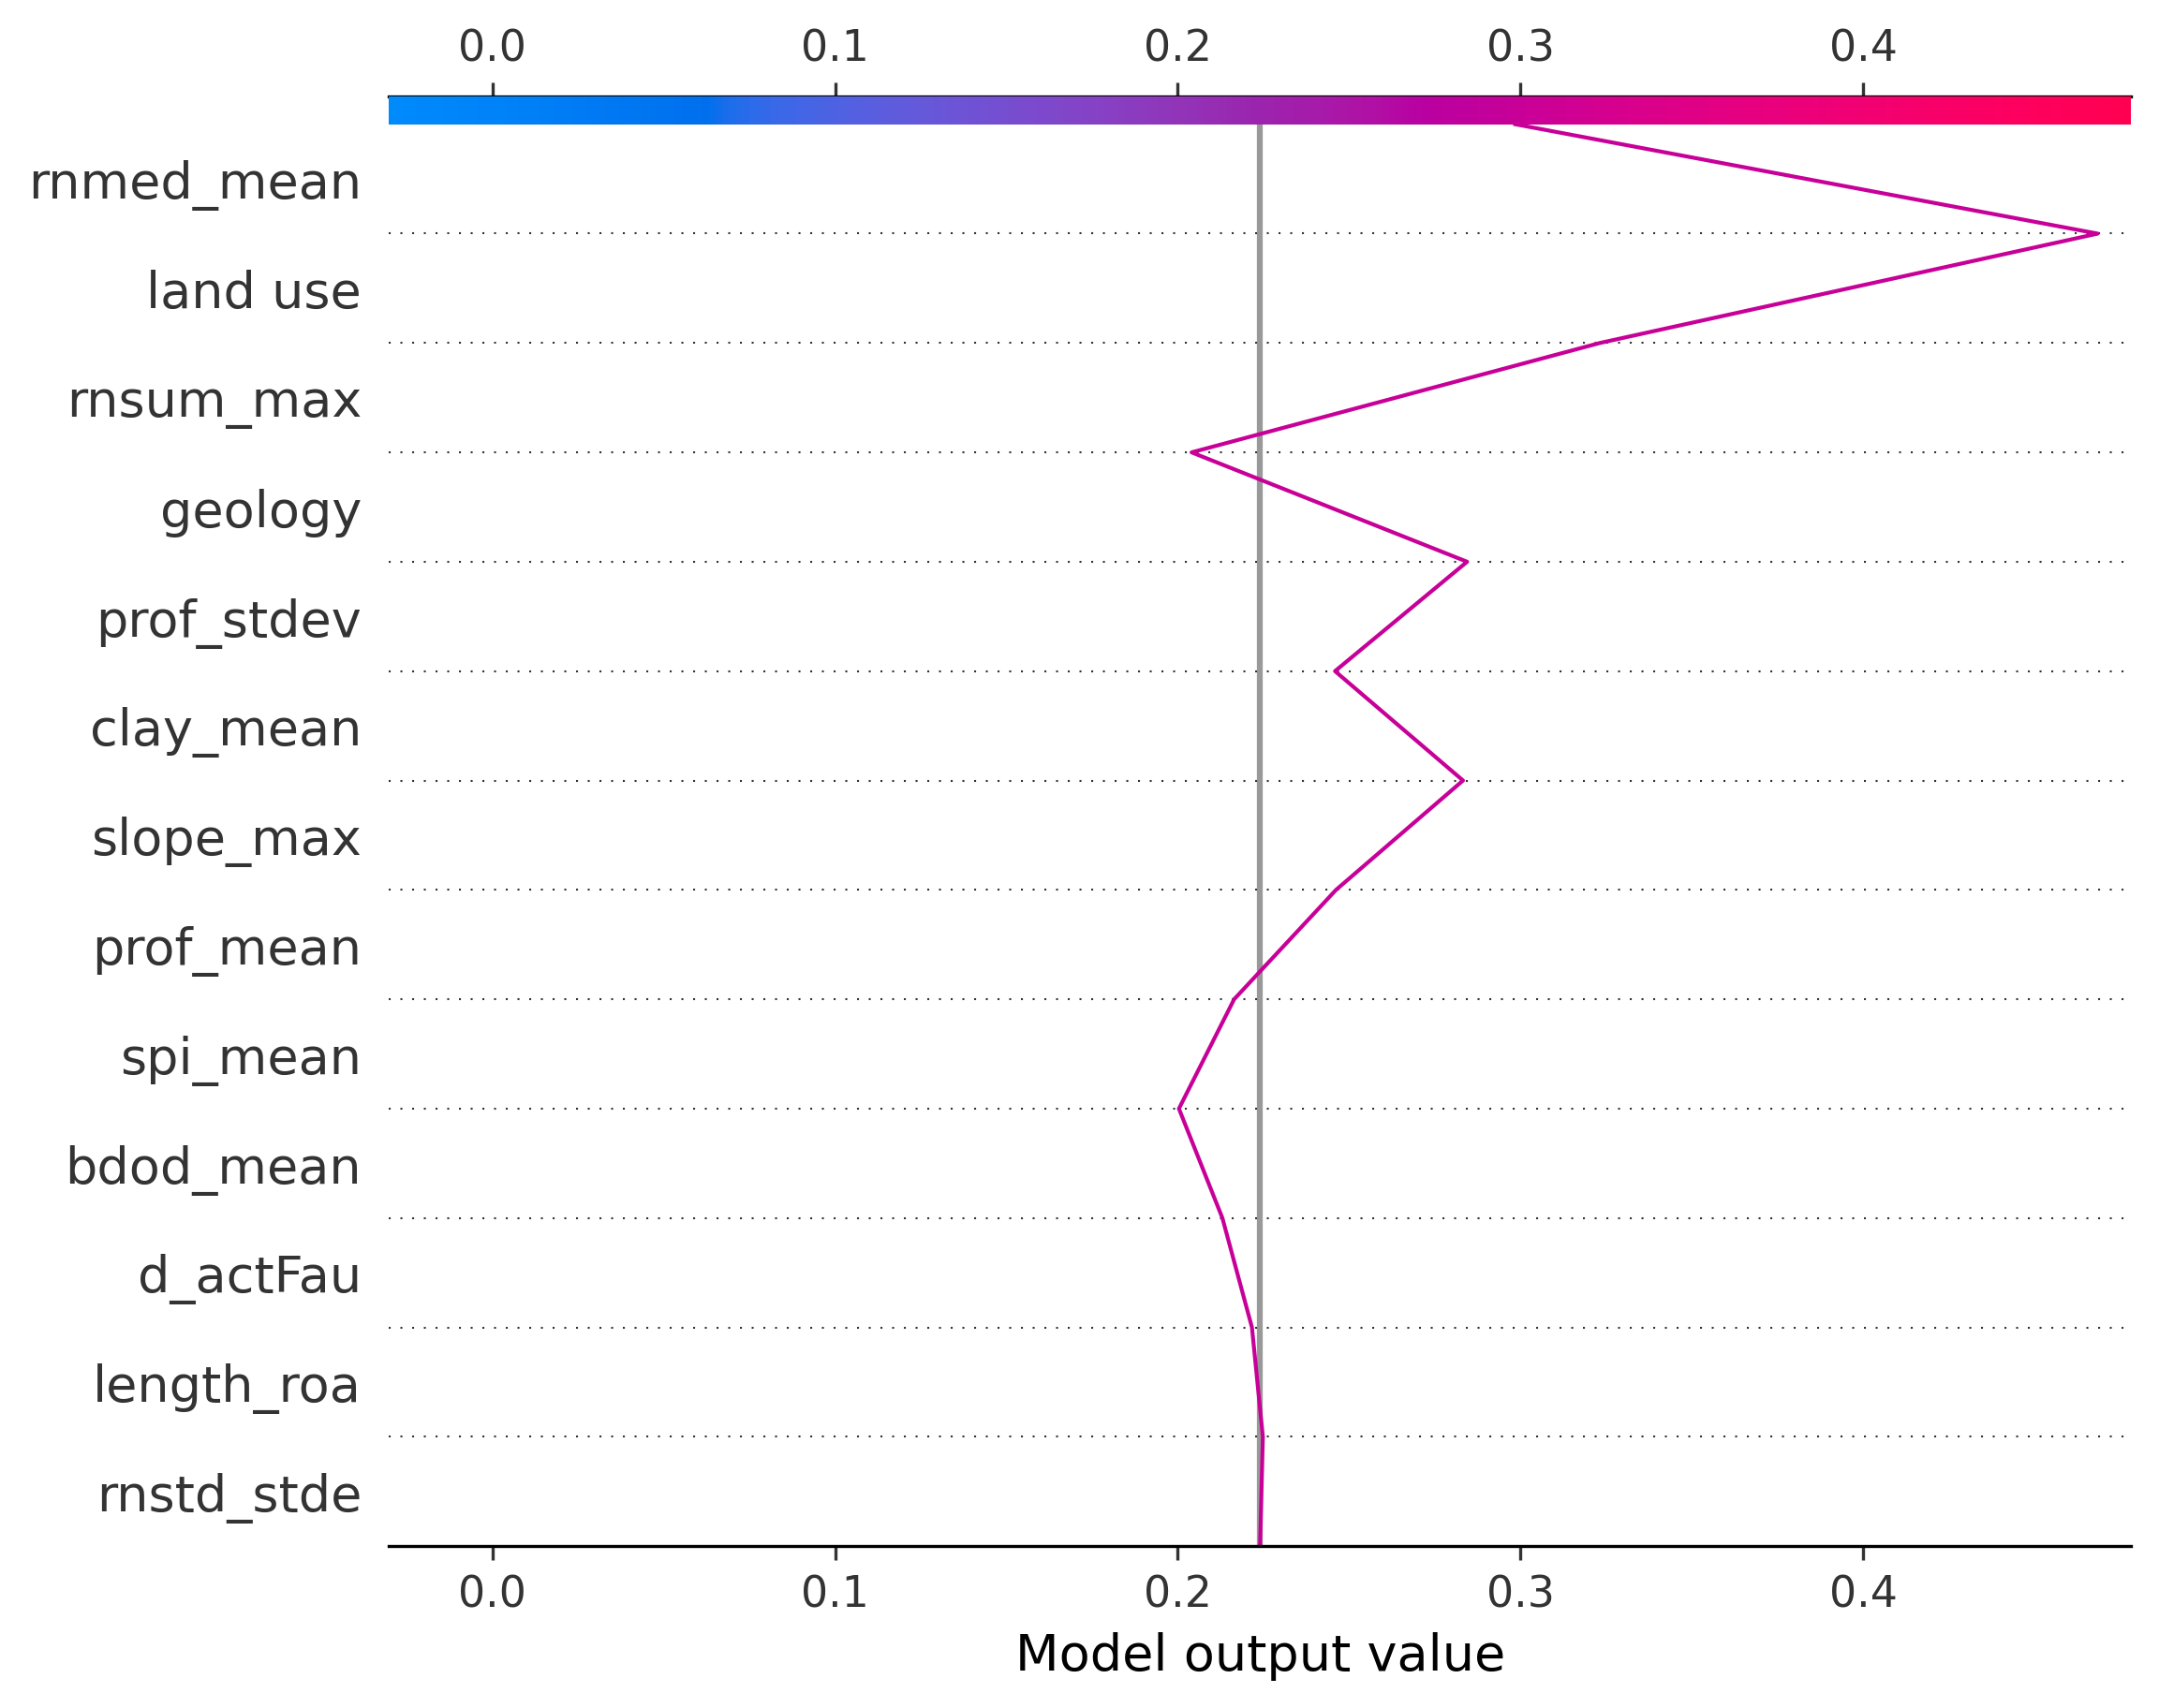 0.0 0.1 0.2 0.3 0.4
rnmed_mean
land use
rnsum_max
geology
prof_stdev
clay_mean
slope_max
prof_mean
spi_mean
bdod_mean
d_actFau
length_roa
rnstd_stde
0.0 0.1 0.2 0.3 0.4
Model output value